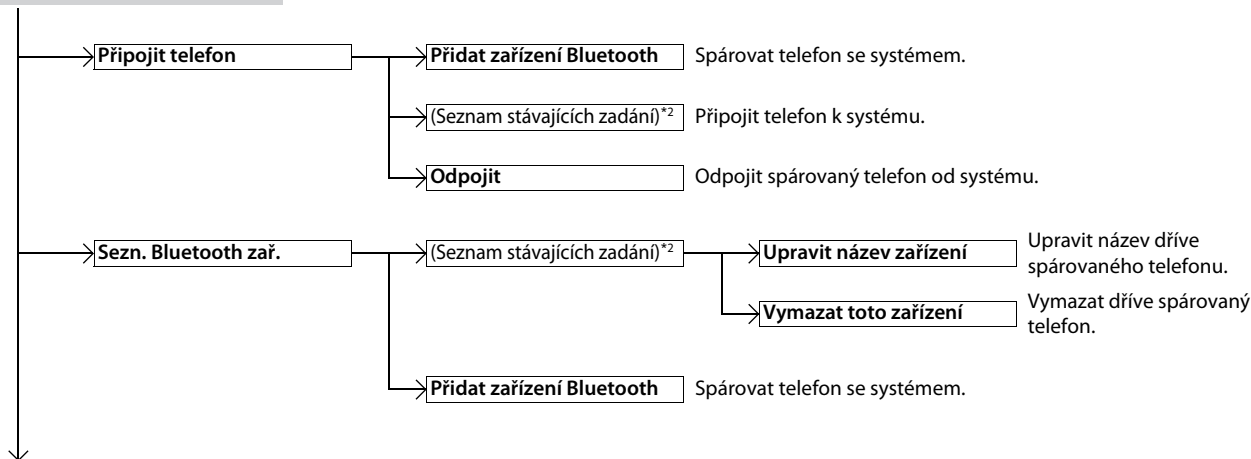 Připojit telefon
Přidat zařízení Bluetooth
Spárovat telefon se systémem.
(Seznam stávajících zadání)*2
Připojit telefon k systému.
Odpojit
Odpojit spárovaný telefon od systému.
Sezn. Bluetooth zař.
(Seznam stávajících zadání)*2
Upravit název zařízení
Upravit název dříve
spárovaného telefonu.
Vymazat toto zařízení
Vymazat dříve spárovaný
telefon.
Přidat zařízení Bluetooth
Spárovat telefon se systémem.